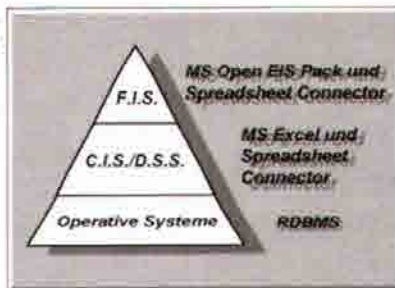 F.I.S.
MS Open EIS Pack und
Spreadsheet Connector
C.I.S./D.S.S.
MS Excel und
Spreadsheet
Connector
Operative Systeme
RDBMS